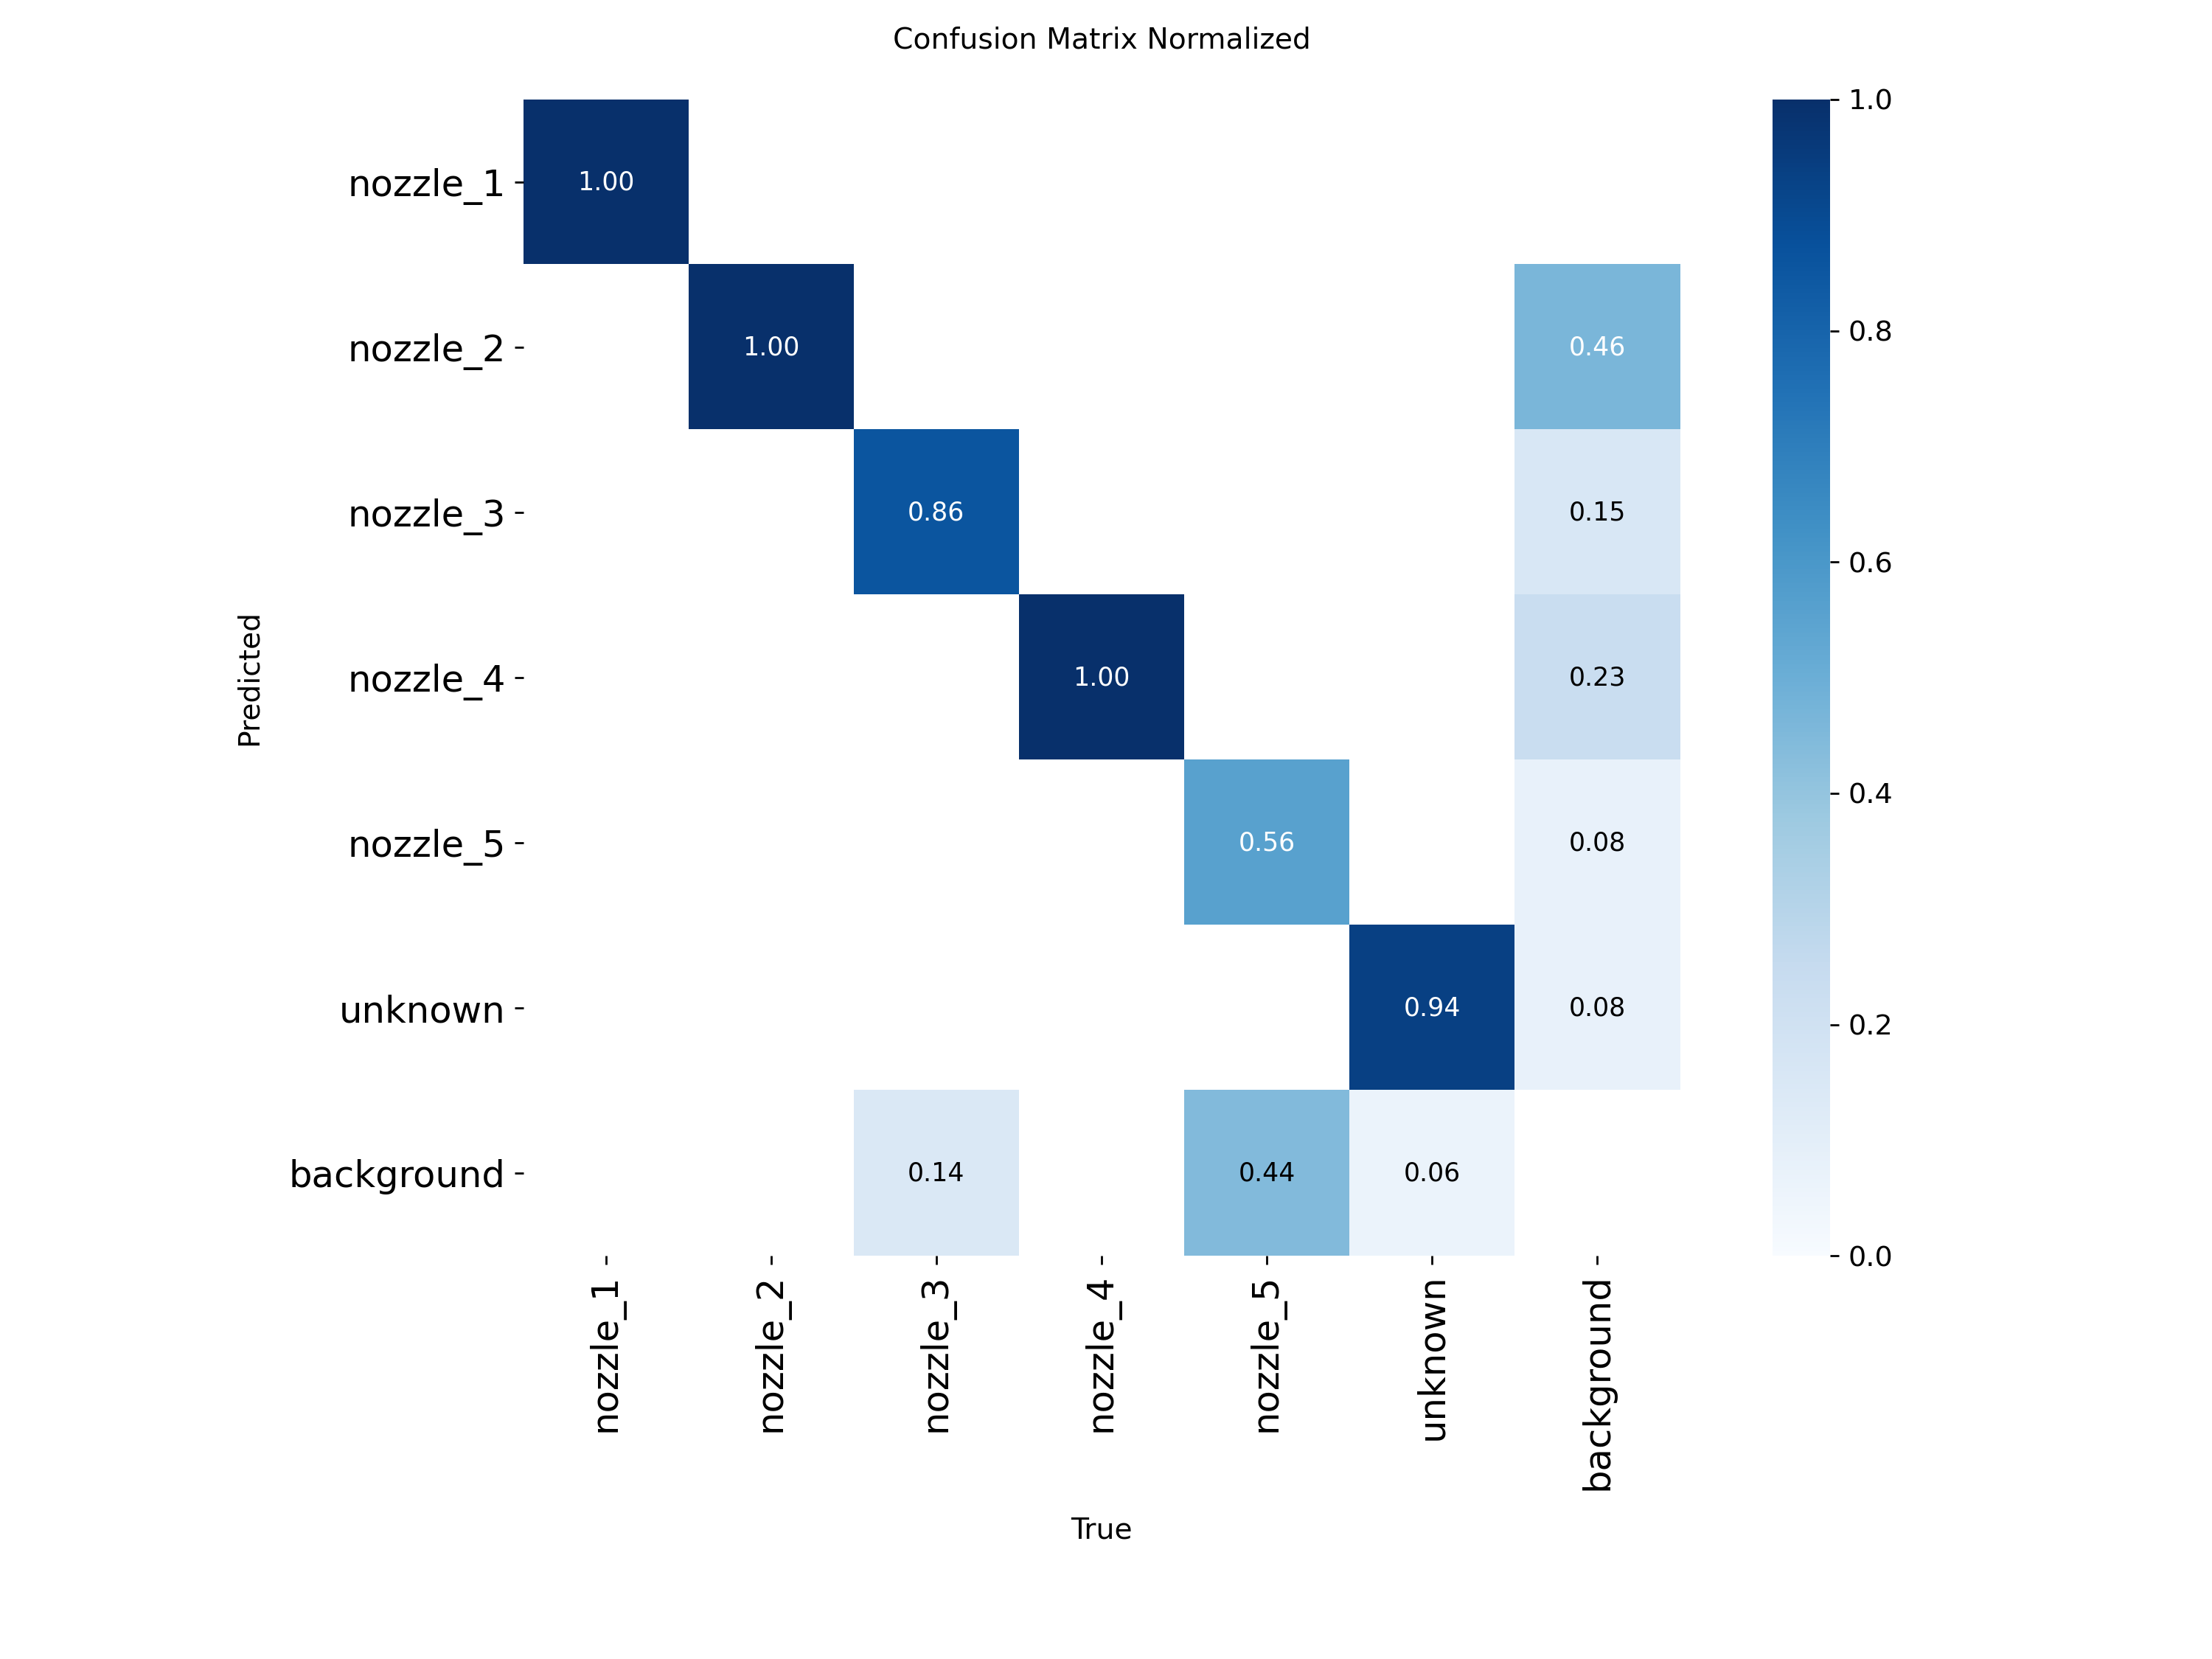 Confusion Matrix Normalized
nozzle_1 1.00
nozzle_2 1.00 0.46
nozzle_3 0.86 0.15
nozzle_4 1.00 0.23
nozzle_5 0.56 0.08
unknown 0.94 0.08
background 0.14 0.44 0.06
Predicted
nozzle_1 nozzle_2 nozzle_3 nozzle_4 nozzle_5 unknown background
True
1.0
0.8
0.6
0.4
0.2
0.0